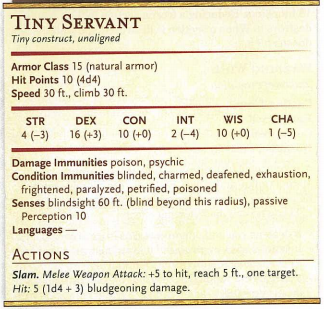 TINY SERVANT
Tiny construct, unaligned
Armor Class 15 (natural armor)
Hit Points 10 (4d4)
Speed 30 ft., climb 30 ft.
STR DEX CON INT WIS CHA
4 (−3) 16 (+3) 10 (+0) 2 (−4) 10 (+0) 1 (−5)
Damage Immunities poison, psychic
Condition Immunities blinded, charmed, deafened, exhaustion,
frightened, paralyzed, petrified, poisoned
Senses blindsight 60 ft. (blind beyond this radius), passive
Perception 10
Languages —
ACTIONS
Slam. Melee Weapon Attack: +5 to hit, reach 5 ft., one target.
Hit: 5 (1d4 + 3) bludgeoning damage.